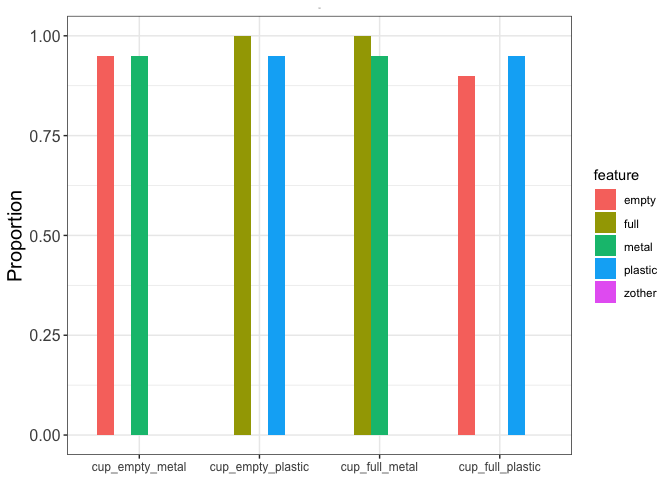 1.00
0.75
0.50
0.25
0.00
Proportion
cup_empty_metal
cup_empty_plastic
cup_full_metal
cup_full_plastic
feature
empty
full
metal
plastic
zother